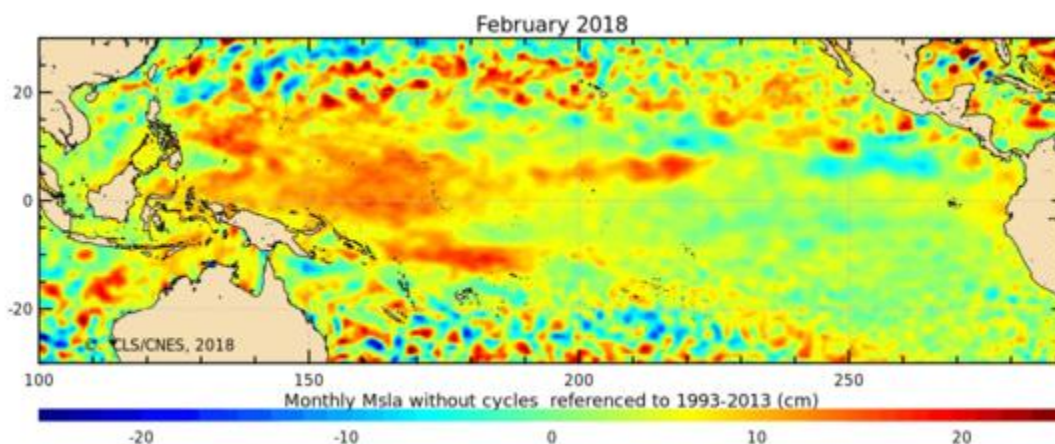 February 2018
20
0
-20
CLS/CNES, 2018
100 150 200 250
Monthly Msla without cycles referenced to 1993-2013 (cm)
-20 -10 0 10 20